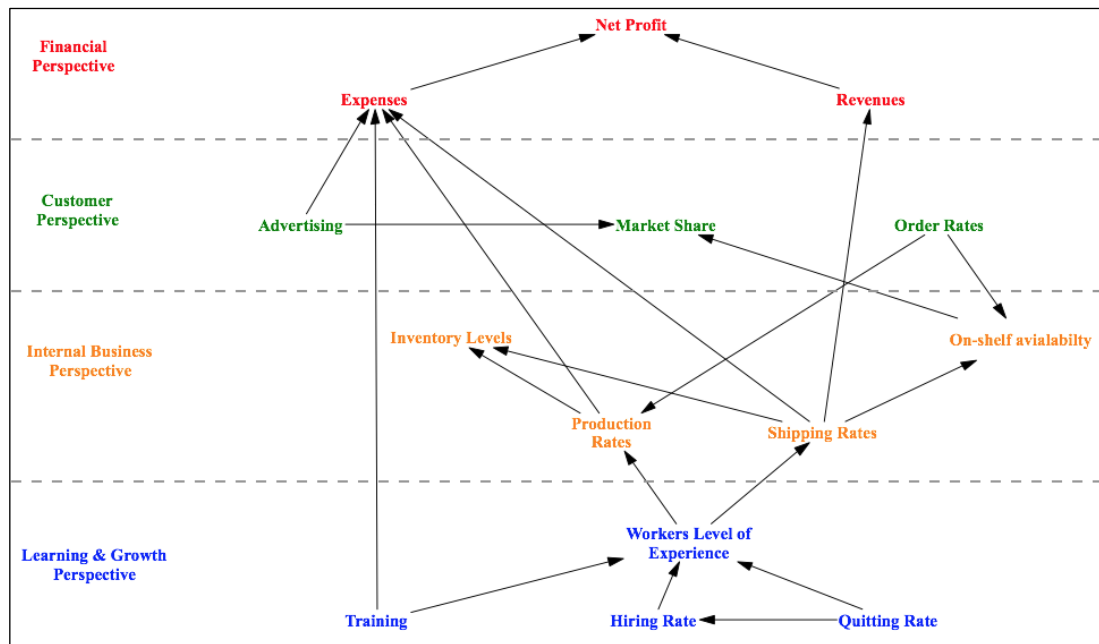 Net Profit
Financial
Perspective
Expenses
Revenues
Customer
Perspective
Advertising
Market Share
Order Rates
Internal Business
Perspective
Inventory Levels
On-shelf avialabilty
Production
Rates
Shipping Rates
Learning & Growth
Perspective
Workers Level of
Experience
Training
Hiring Rate
Quitting Rate